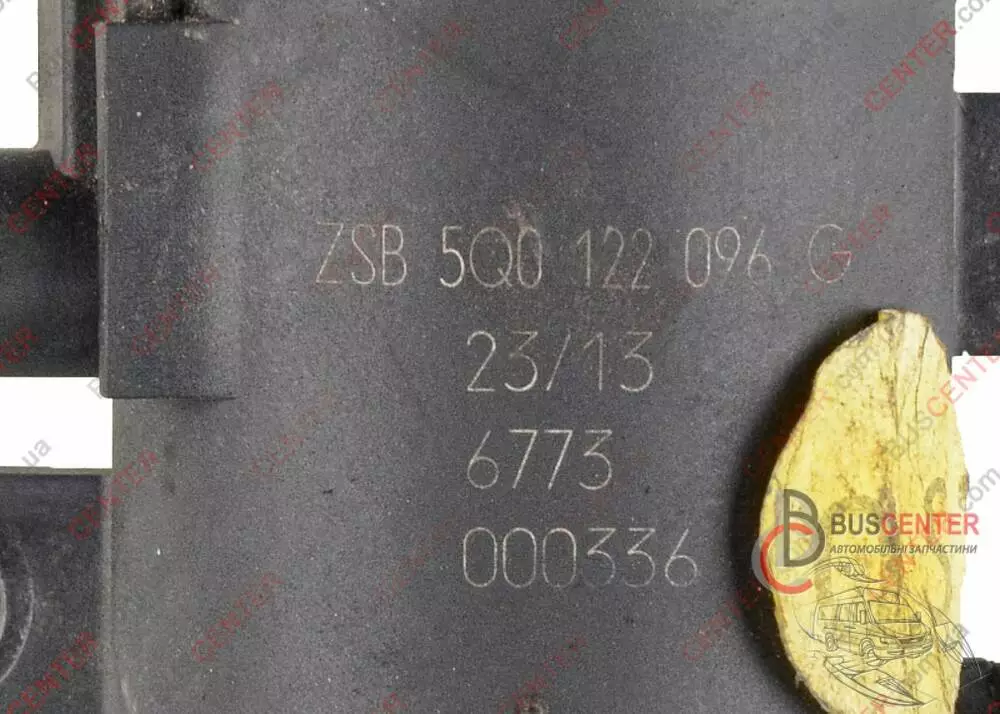 ZSB 5Q0 122 096 G
23/13
6773
000336
BUSCENTER
АВТОМОБІЛЬНІ ЗАПЧАСТИНИ